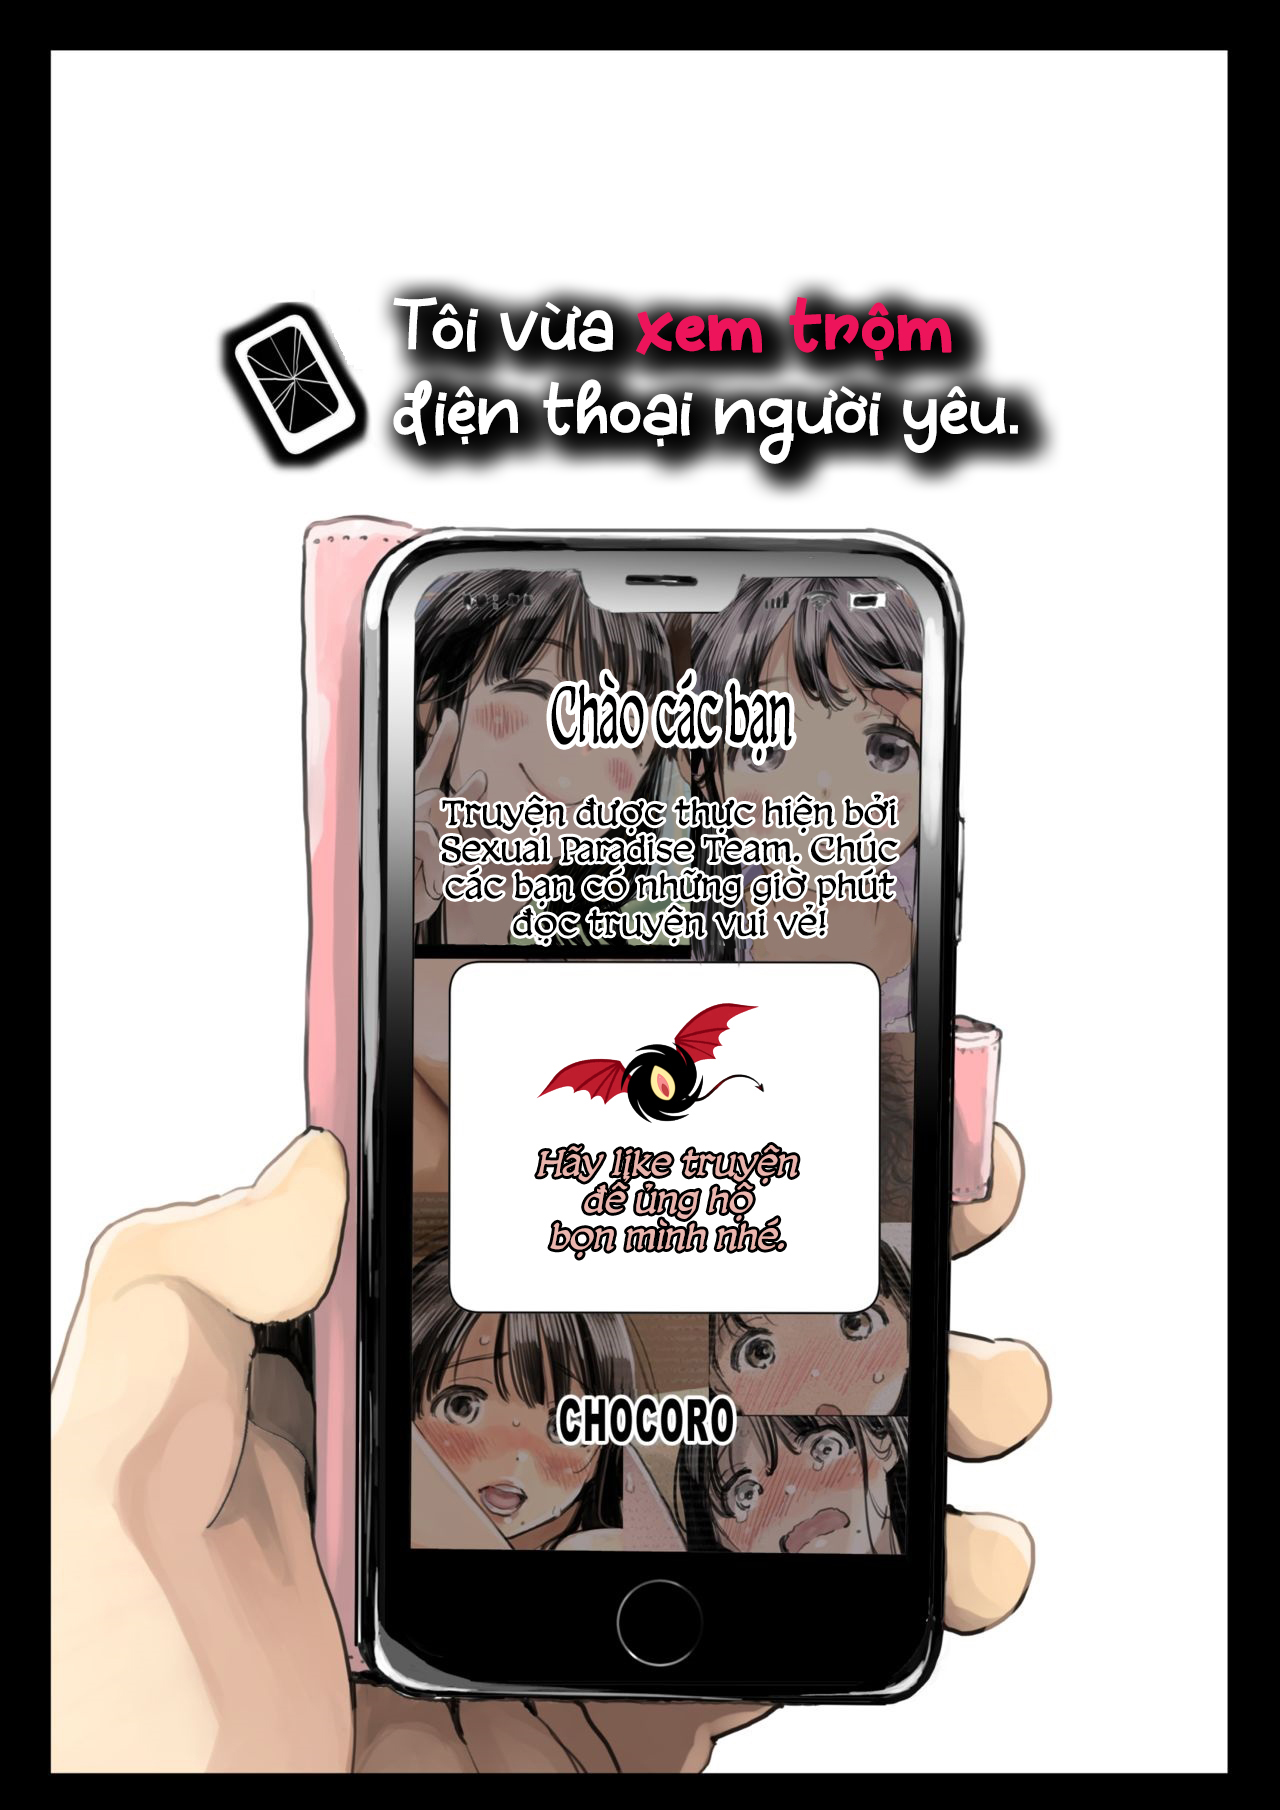 Tôi vừa xem trộm
điện thoại người yêu.
Chào các bạn
Truyện được thực hiện bởi
Sexual Paradise Team. Chúc
các bạn có những giờ phút
đọc truyện vui vẻ!
Hãy like truyện
để ủng hộ
bọn mình nhé.
CHOCORO